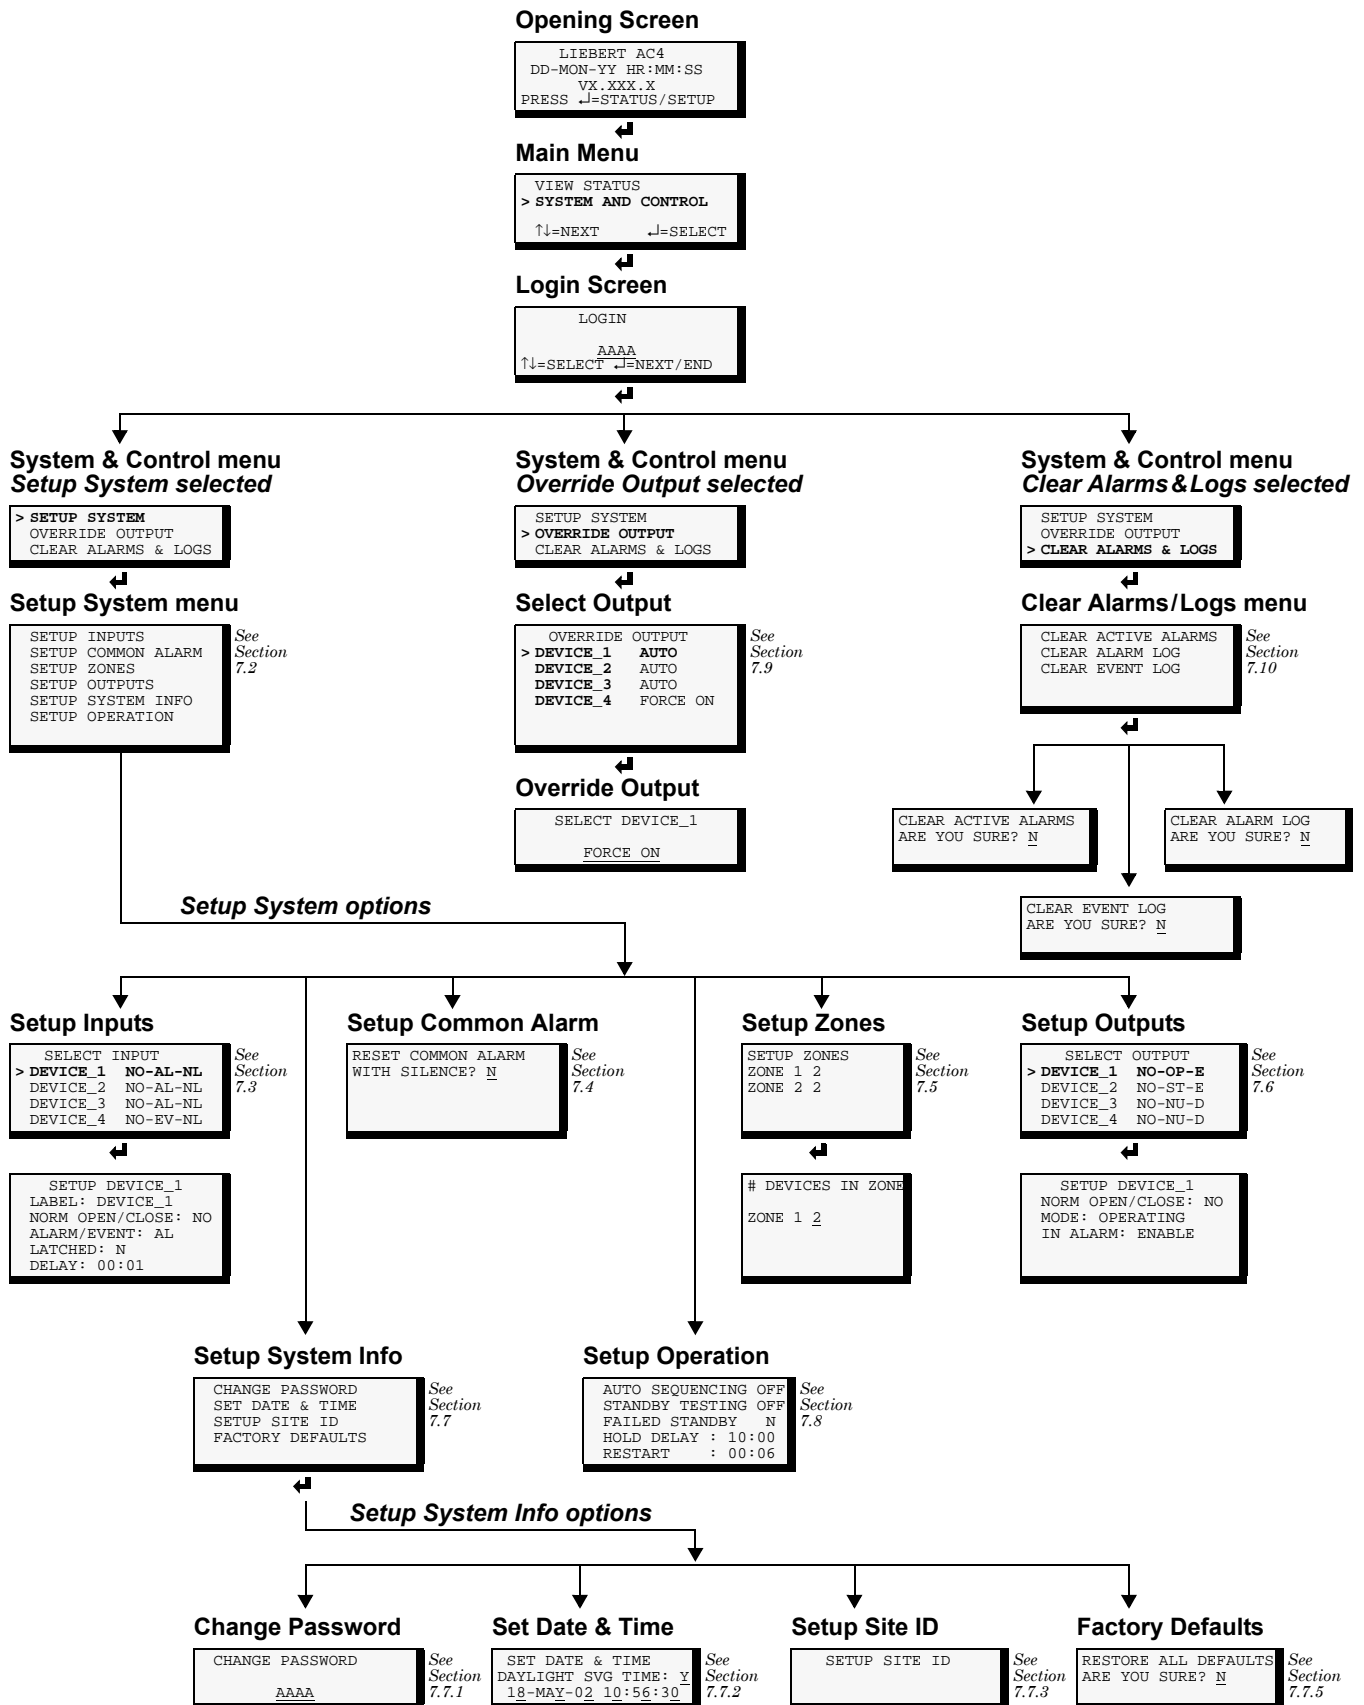 Opening Screen
LIEBERT AC4
DD-MON-YY HR:MM:SS
VX.XXX.X
PRESS ↵=STATUS/SETUP
Main Menu
VIEW STATUS
> SYSTEM AND CONTROL
↑↓=NEXT ↵=SELECT
Login Screen
LOGIN
AAAA
↑↓=SELECT ↵=NEXT/END
System & Control menu
Setup System selected
> SETUP SYSTEM
OVERRIDE OUTPUT
CLEAR ALARMS & LOGS
System & Control menu
Override Output selected
SETUP SYSTEM
> OVERRIDE OUTPUT
CLEAR ALARMS & LOGS
System & Control menu
Clear Alarms & Logs selected
SETUP SYSTEM
OVERRIDE OUTPUT
> CLEAR ALARMS & LOGS
Setup System menu
SETUP INPUTS
SETUP COMMON ALARM
SETUP ZONES
SETUP OUTPUTS
SETUP SYSTEM INFO
SETUP OPERATION
See
Section
7.2
Select Output
OVERRIDE OUTPUT
> DEVICE_1 AUTO
DEVICE_2 AUTO
DEVICE_3 AUTO
DEVICE_4 FORCE ON
See
Section
7.9
Clear Alarms/Logs menu
CLEAR ACTIVE ALARMS
CLEAR ALARM LOG
CLEAR EVENT LOG
See
Section
7.10
Override Output
SELECT DEVICE_1
FORCE ON
CLEAR ACTIVE ALARMS
ARE YOU SURE? N
CLEAR ALARM LOG
ARE YOU SURE? N
CLEAR EVENT LOG
ARE YOU SURE? N
Setup System options
Setup Inputs
SELECT INPUT
> DEVICE_1 NO-AL-NL
DEVICE_2 NO-AL-NL
DEVICE_3 NO-AL-NL
DEVICE_4 NO-EV-NL
See
Section
7.3
SETUP DEVICE_1
LABEL: DEVICE_1
NORM OPEN/CLOSE: NO
ALARM/EVENT: AL
LATCHED: N
DELAY: 00:01
Setup Common Alarm
RESET COMMON ALARM
WITH SILENCE? N
See
Section
7.4
Setup Zones
SETUP ZONES
ZONE 1 2
ZONE 2 2
See
Section
7.5
# DEVICES IN ZONE
ZONE 1 2
Setup Outputs
SELECT OUTPUT
> DEVICE_1 NO-OP-E
DEVICE_2 NO-ST-E
DEVICE_3 NO-NU-D
DEVICE_4 NO-NU-D
See
Section
7.6
SETUP DEVICE_1
NORM OPEN/CLOSE: NO
MODE: OPERATING
IN ALARM: ENABLE
Setup System Info
CHANGE PASSWORD
SET DATE & TIME
SETUP SITE ID
FACTORY DEFAULTS
See
Section
7.7
Setup Operation
AUTO SEQUENCING OFF
STANDBY TESTING OFF
FAILED STANDBY N
HOLD DELAY : 10:00
RESTART : 00:06
See
Section
7.8
Setup System Info options
Change Password
CHANGE PASSWORD
AAAA
See
Section
7.7.1
Set Date & Time
SET DATE & TIME
DAYLIGHT SVG TIME: Y
18-MAY-02 10:56:30
See
Section
7.7.2
Setup Site ID
SETUP SITE ID
See
Section
7.7.3
Factory Defaults
RESTORE ALL DEFAULTS
ARE YOU SURE? N
See
Section
7.7.5